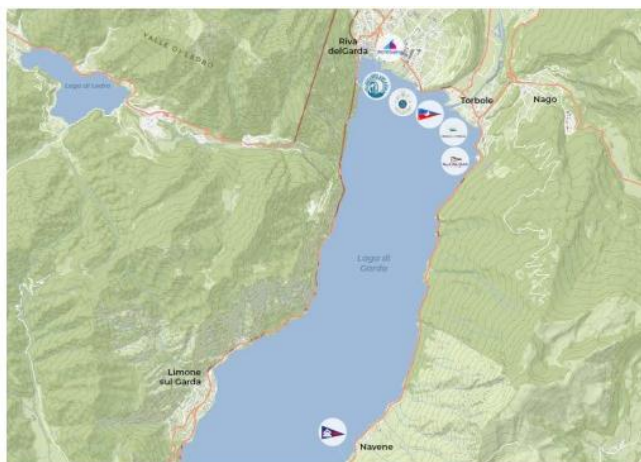 VALLE DI LEDRO
Lago di Ledro
Riva
del Garda
Torbole
Nago
Lago di
Garda
Limone
sul Garda
Navene